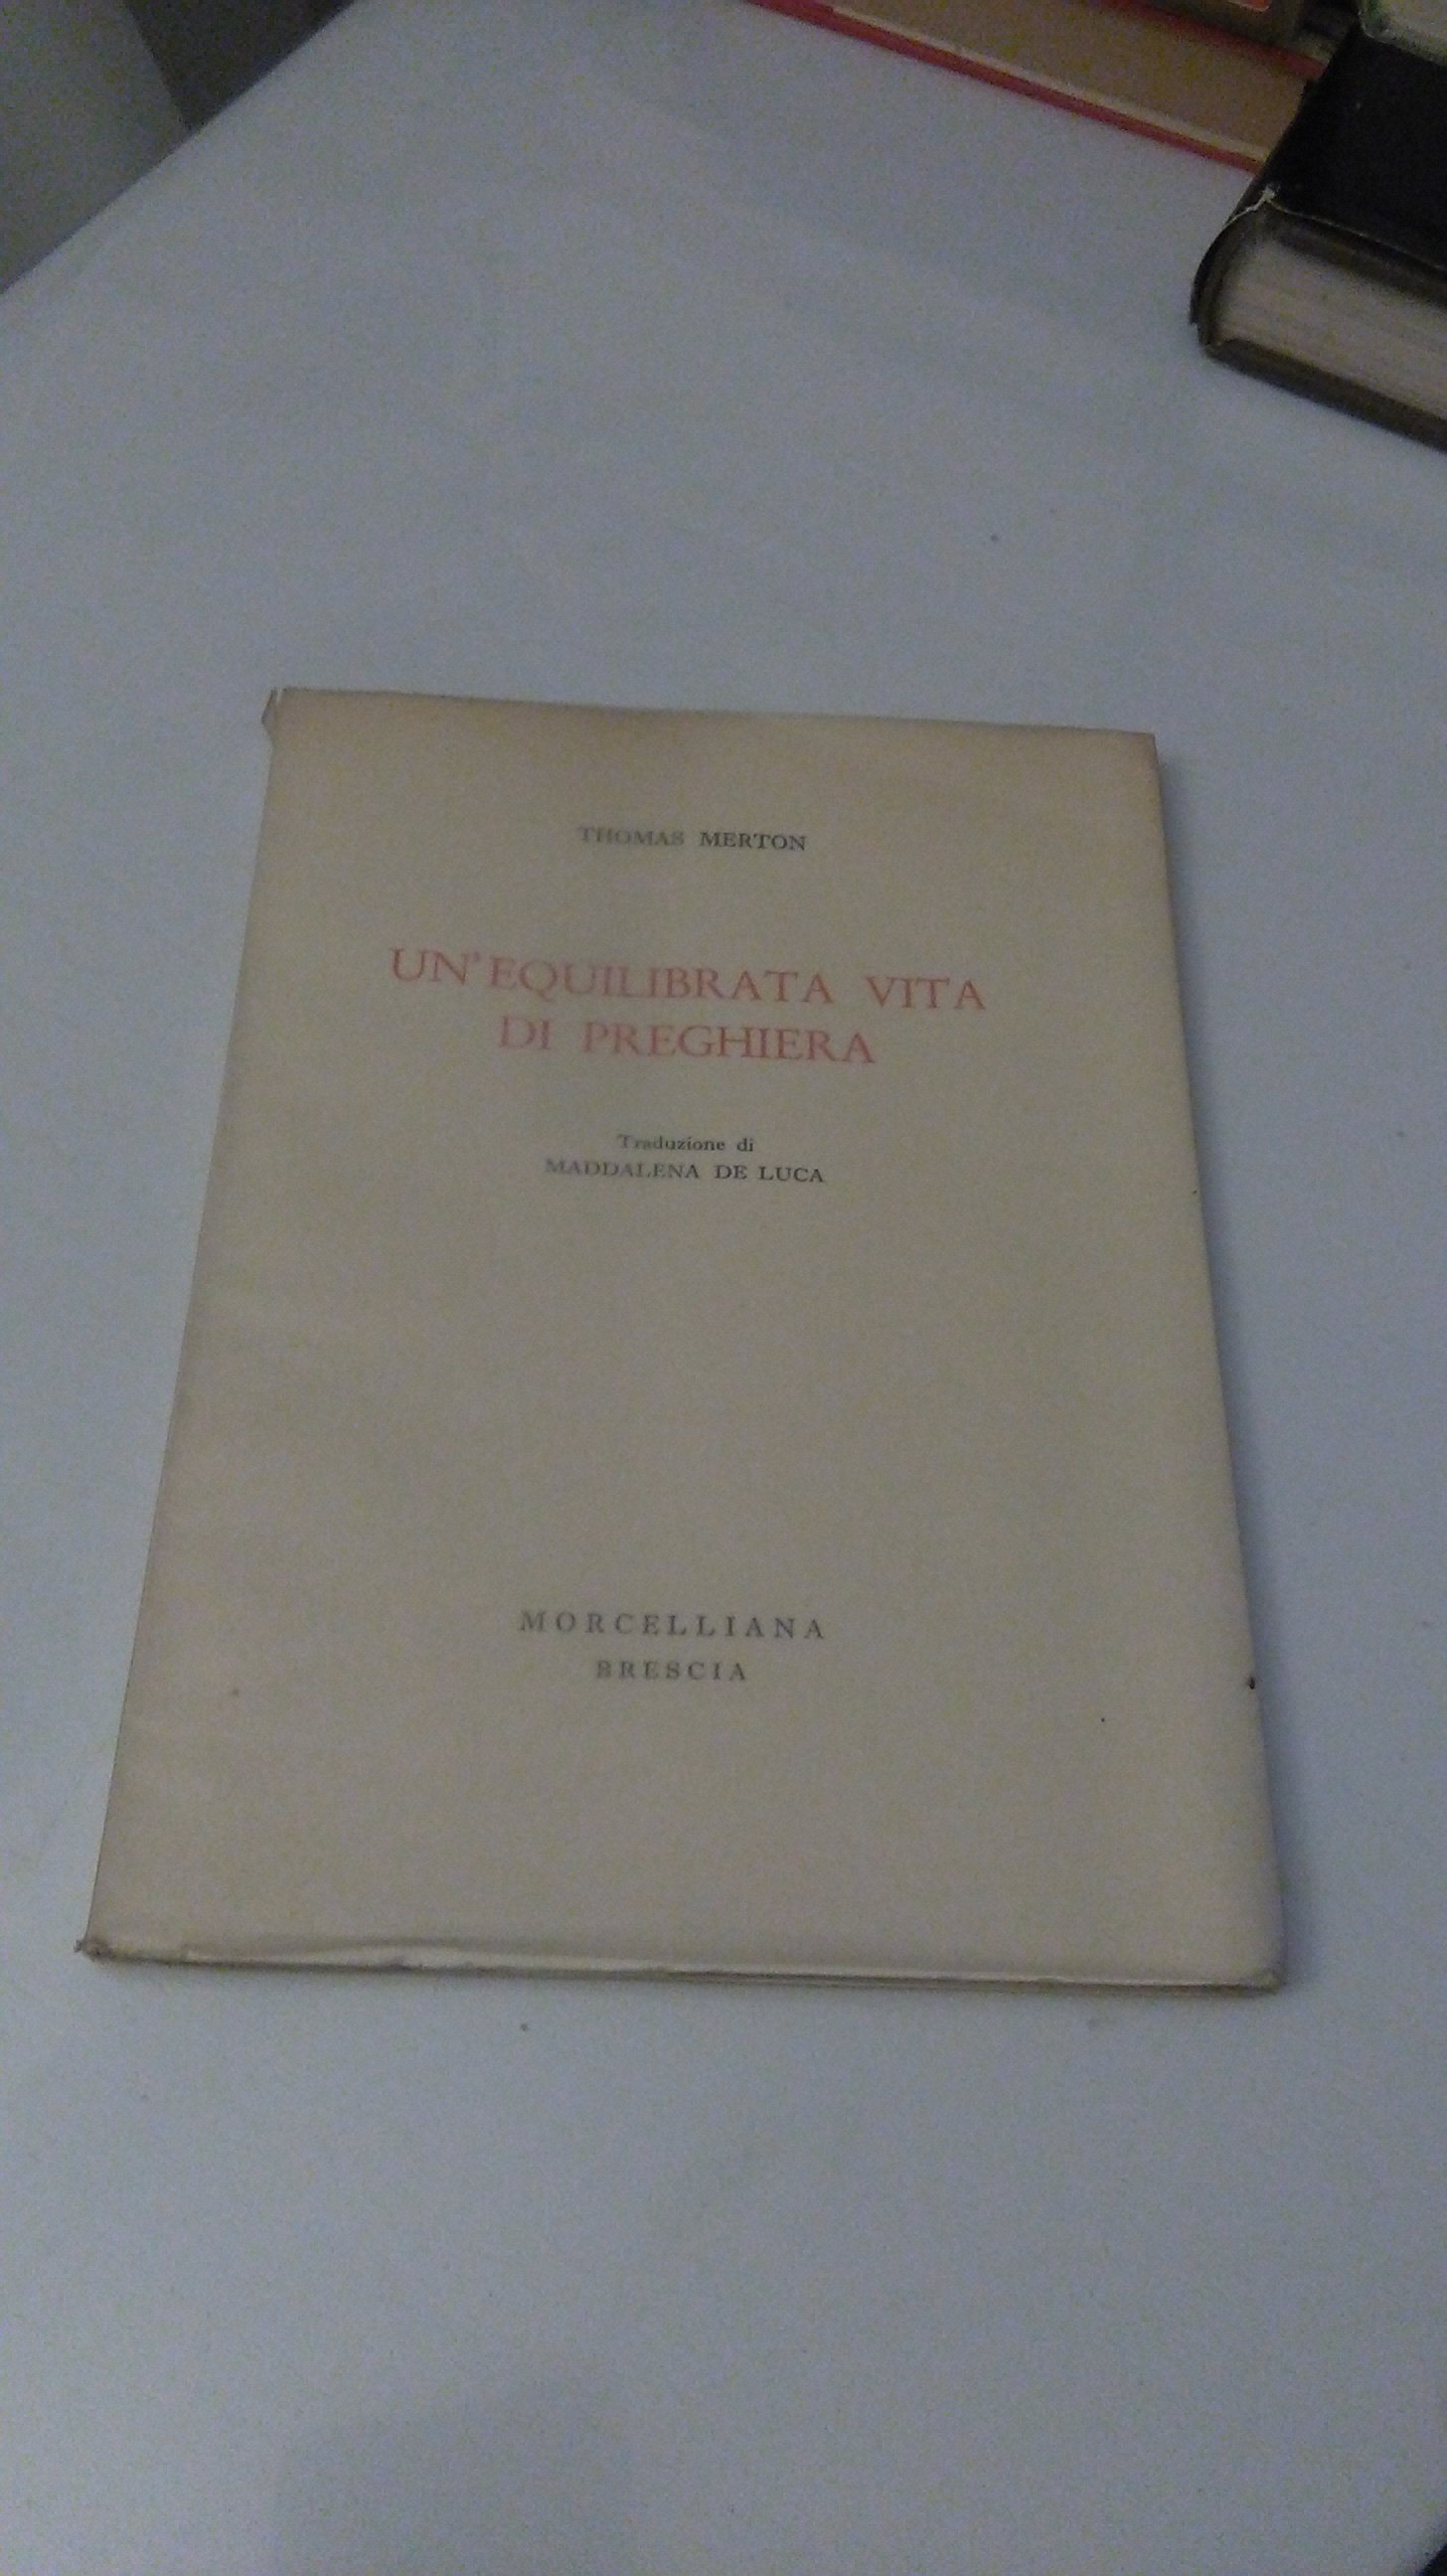 THOMAS MERTON
UN'EQUILIBRATA VITA
DI PREGHIERA
Traduzione di
MADDALENA DE LUCA
MORCELLIANA
BRESCIA